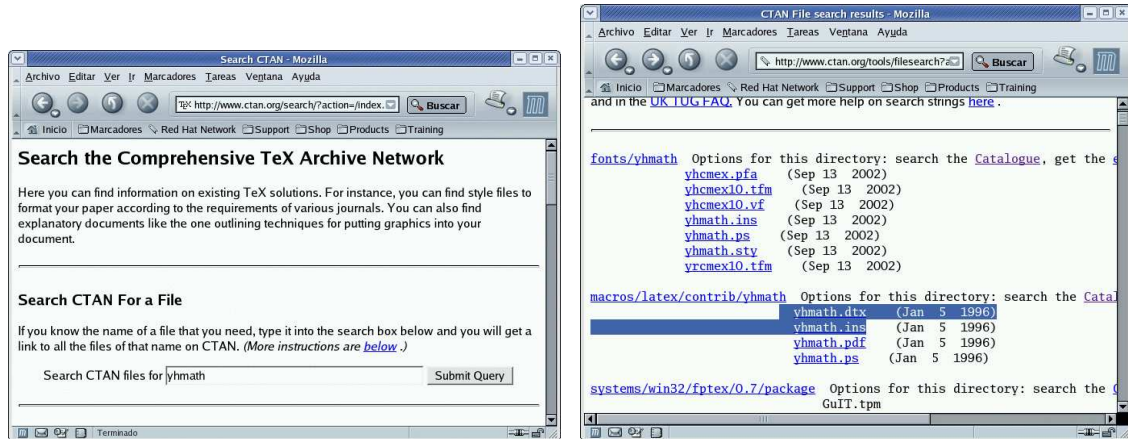 Search CTAN - Mozilla
Archivo Editar Ver Ir Marcadores Tareas Ventana Ayuda
TEX http://www.ctan.org/search/?action=/index. Buscar
Inicio Marcadores Red Hat Network Support Shop Products Training
Search the Comprehensive TeX Archive Network
Here you can find information on existing TeX solutions. For instance, you can find style files to
format your paper according to the requirements of various journals. You can also find
explanatory documents like the one outlining techniques for putting graphics into your
document.
Search CTAN For a File
If you know the name of a file that you need, type it into the search box below and you will get a
link to all the files of that name on CTAN. (More instructions are below .)
Search CTAN files for yhmath Submit Query
Terminado
CTAN File search results - Mozilla
Archivo Editar Ver Ir Marcadores Tareas Ventana Ayuda
http://www.ctan.org/tools/filesearch?a Buscar
Inicio Marcadores Red Hat Network Support Shop Products Training
and in the UK TUG FAQ. You can get more help on search strings here .
fonts/yhmath Options for this directory: search the Catalogue, get the e
yhcmex.pfa (Sep 13 2002)
yhcmex10.tfm (Sep 13 2002)
yhcmex10.vf (Sep 13 2002)
yhmath.ins (Sep 13 2002)
yhmath.ps (Sep 13 2002)
yhmath.sty (Sep 13 2002)
yrcmex10.tfm (Sep 13 2002)
macros/latex/contrib/yhmath Options for this directory: search the Catal
yhmath.dtx (Jan 5 1996)
yhmath.ins (Jan 5 1996)
yhmath.pdf (Jan 5 1996)
yhmath.ps (Jan 5 1996)
systems/win32/fptex/0.7/package Options for this directory: search the C
GuIT.tpm